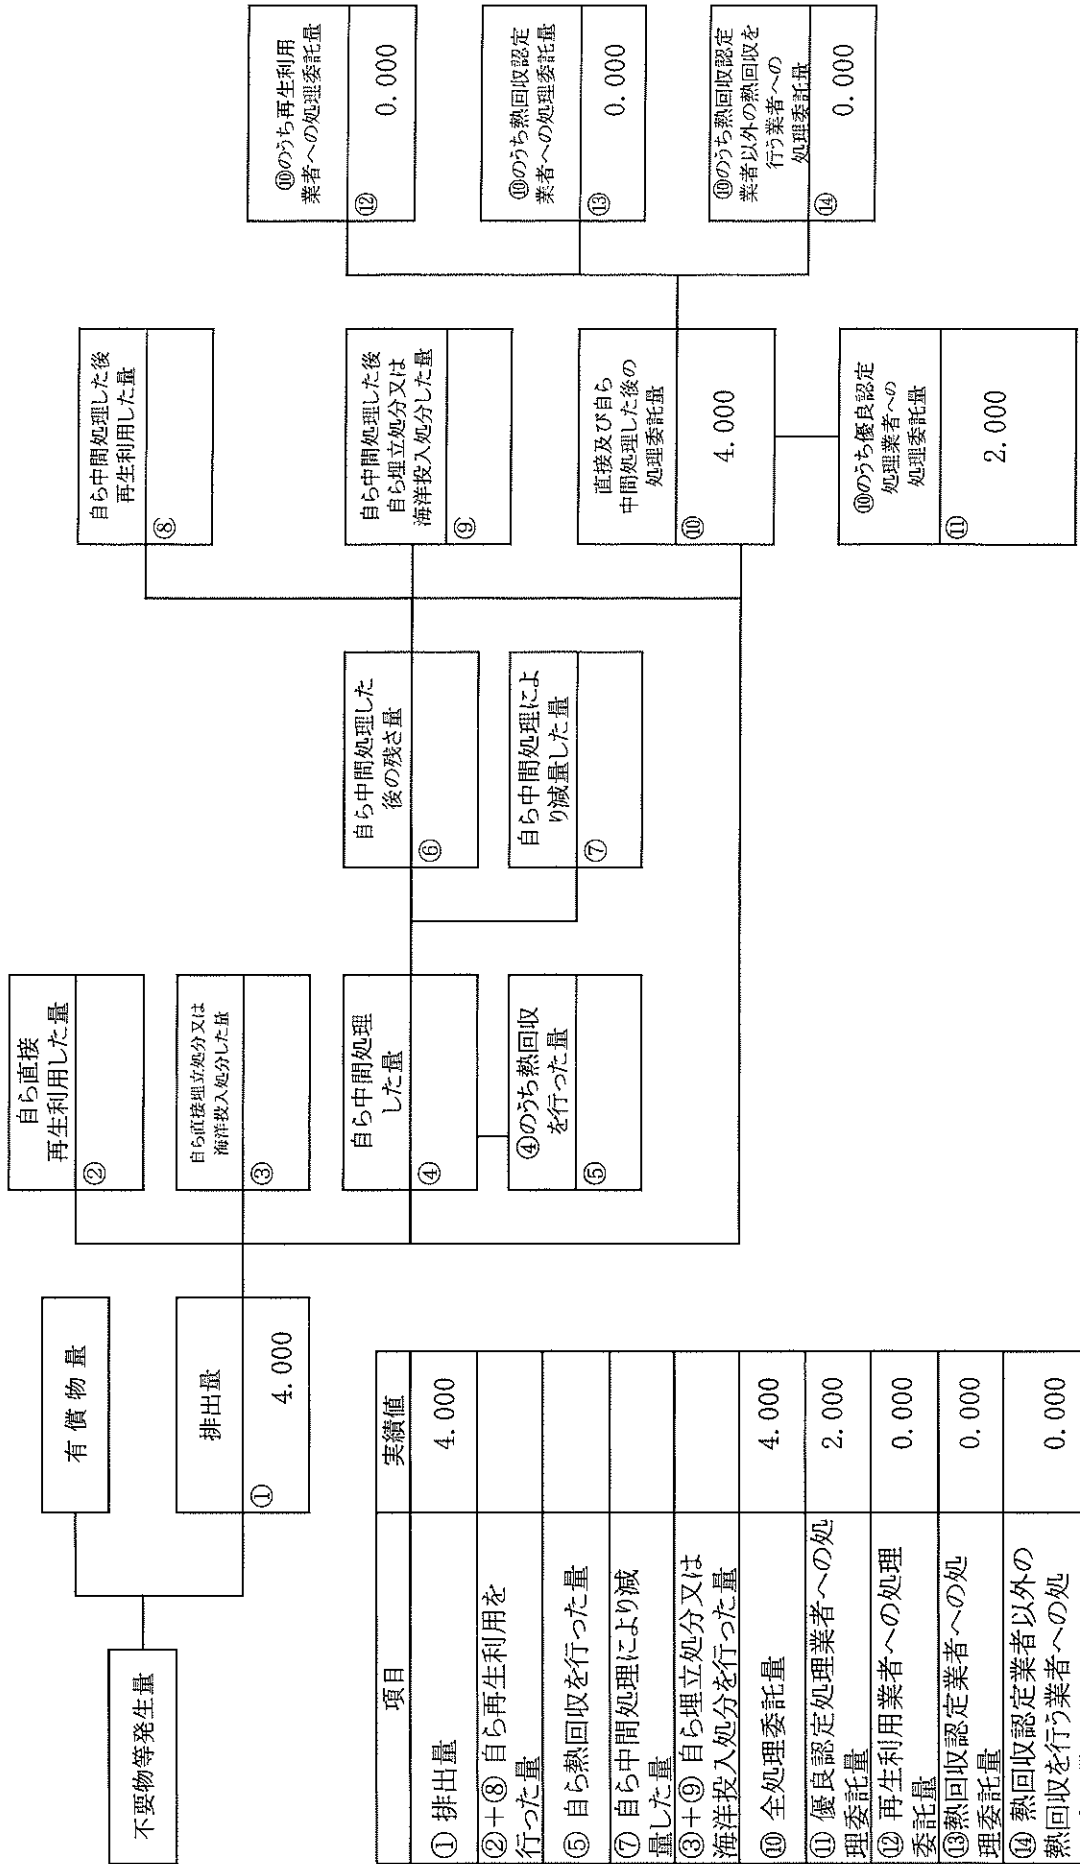 不要物等発生量
有償物量
排出量
① 4.000
自ら直接
再生利用した量
②
自ら直接埋立処分又は
海洋投入処分した量
③
自ら中間処理
した量
④
④のうち熱回収
を行った量
⑤
自ら中間処理した
後の残さ量
⑥
自ら中間処理によ
り減量した量
⑦
自ら中間処理した後
再生利用した量
⑧
自ら中間処理した後
自ら埋立処分又は
海洋投入処分した量
⑨
直接及び自ら
中間処理した後の
処理委託量
⑩ 4.000
⑩のうち優良認定
処理業者への
処理委託量
⑪ 2.000
⑩のうち再生利用
業者への処理委託量
⑫ 0.000
⑩のうち熱回収認定
業者への処理委託量
⑬ 0.000
⑩のうち熱回収認定
業者以外の熱回収を
行う業者への
処理委託量
⑭ 0.000
項目 実績値
① 排出量 4.000
②+⑧ 自ら再生利用を
行った量
⑤ 自ら熱回収を行った量
⑦ 自ら中間処理により減
量した量
③+⑨ 自ら埋立処分又は
海洋投入処分を行った量
⑩ 全処理委託量 4.000
⑪ 優良認定処理業者への処
理委託量 2.000
⑫ 再生利用業者への処理
委託量 0.000
⑬熱回収認定業者への処
理委託量 0.000
⑭ 熱回収認定業者以外の
熱回収を行う業者への処 0.000